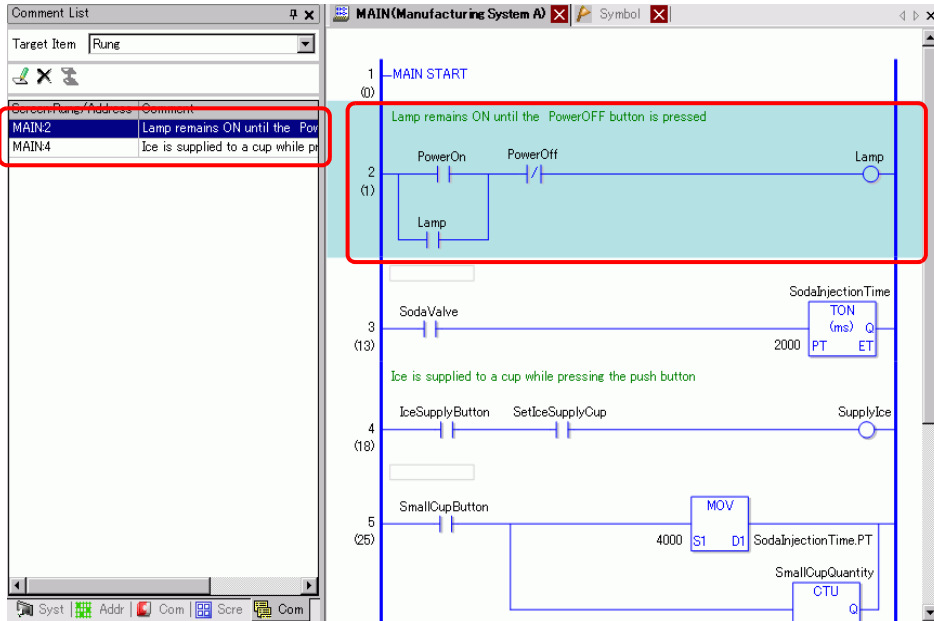 Comment List
Target Item Rung
Screen:Rung/Address Comment
MAIN:2 Lamp remains ON until the Pow
MAIN:4 Ice is supplied to a cup while pr
Syst Addr Com Scre Com
MAIN(Manufacturing System A) Symbol
1 MAIN START
(0)
Lamp remains ON until the PowerOFF button is pressed
PowerOn PowerOff Lamp
2
(1)
Lamp
SodaInjectionTime
SodaValve TON
3 (ms) Q
(13) 2000 PT ET
Ice is supplied to a cup while pressing the push button
IceSupplyButton SetIceSupplyCup SupplyIce
4
(18)
SmallCupButton MOV
5
(25) 4000 S1 D1 SodaInjectionTime.PT
SmallCupQuantity
CTU
Q